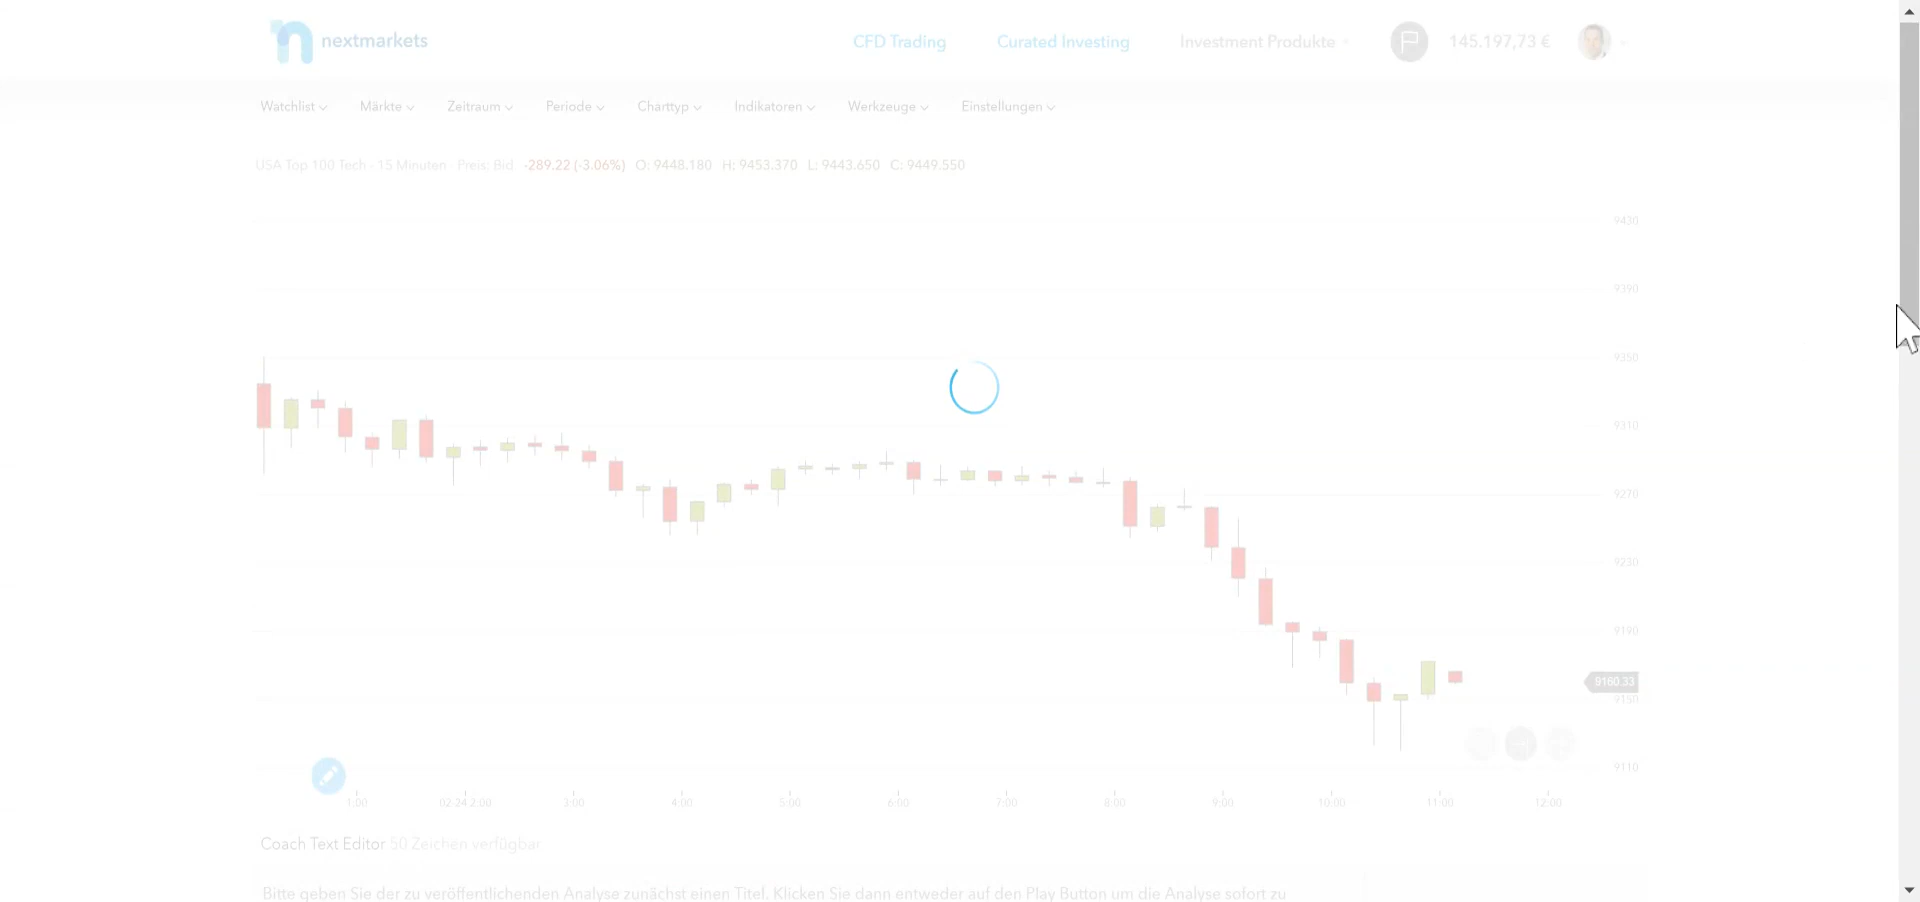 nextmarkets
CFD Trading
Curated Investing
Investment Produkte
145.197,73 €
Watchlist
Märkte
Zeitraum
Periode
Charttyp
Indikatoren
Werkzeuge
Einstellungen
USA Top 100 Tech - 15 Minuten - Preis: Bid -289.22 (-3.06%) O: 9448.180 H: 9453.370 L: 9443.650 C: 9449.550
9430
9390
9350
9310
9270
9230
9190
9160.33
9150
9110
1:00
02.24 2:00
3:00
4:00
5:00
6:00
7:00
8:00
9:00
10:00
11:00
12:00
Coach Text Editor 50 Zeichen verfügbar
Bitte geben Sie der zu veröffentlichenden Analyse zunächst einen Titel. Klicken Sie dann entweder auf den Play Button um die Analyse sofort zu